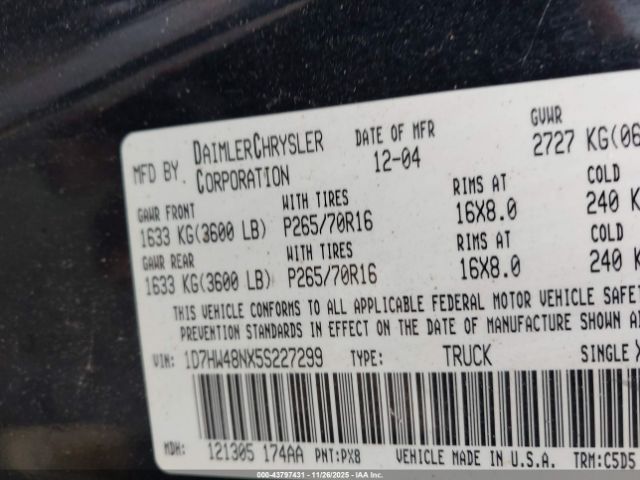 MFD BY DAIMLERCHRYSLER CORPORATION DATE OF MFR 12-04 GVWR 2727 KG(06
GAWR FRONT WITH TIRES RIMS AT COLD
1633 KG(3600 LB) P265/70R16 16X8.0 240 K
GAWR REAR WITH TIRES RIMS AT COLD
1633 KG(3600 LB) P265/70R16 16X8.0 240 K
THIS VEHICLE CONFORMS TO ALL APPLICABLE FEDERAL MOTOR VEHICLE SAFET
PREVENTION STANDARDS IN EFFECT ON THE DATE OF MANUFACTURE SHOWN A
VIN: 1D7HW48NX5S227299 TYPE: TRUCK SINGLE X
MDH: 121305 174AA PNT: PX8 VEHICLE MADE IN U.S.A. TRM:C5D5
© IAA 000-43797431 | 11/26/2025 | IAAI.COM